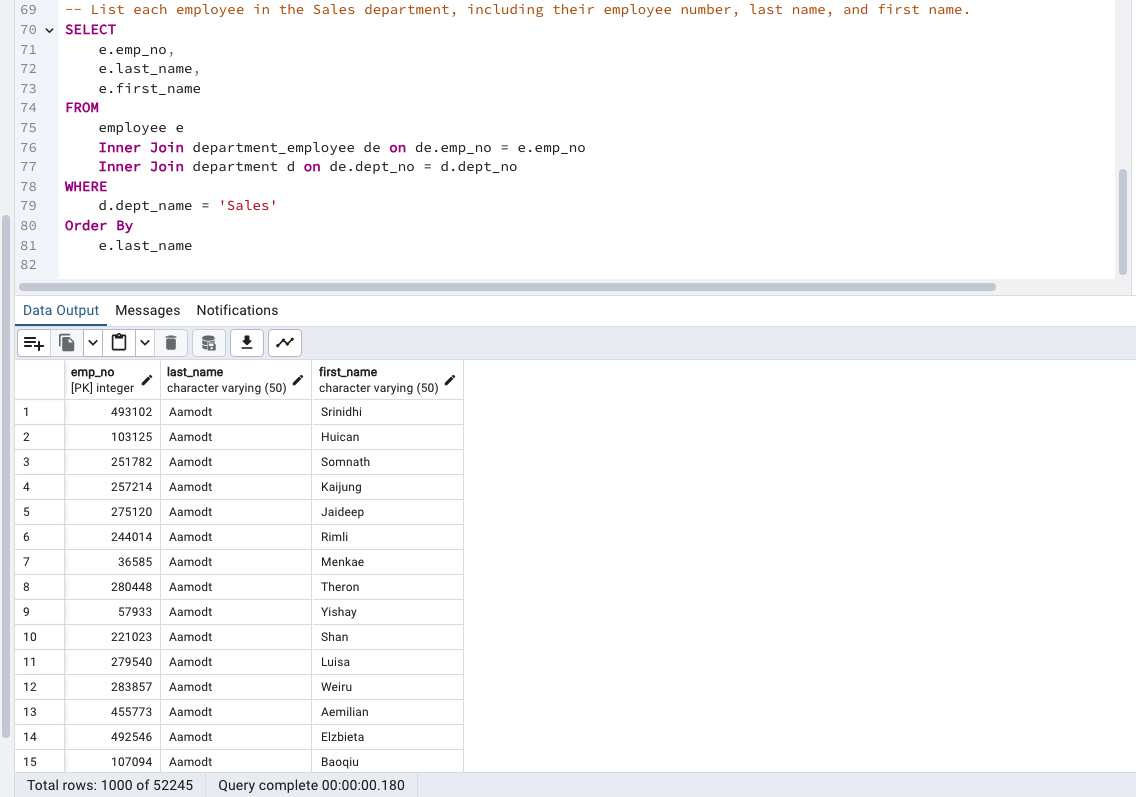 69 -- List each employee in the Sales department, including their employee number, last name, and first name.
70 SELECT
71 e.emp_no,
72 e.last_name,
73 e.first_name
74 FROM
75 employee e
76 Inner Join department_employee de on de.emp_no = e.emp_no
77 Inner Join department d on de.dept_no = d.dept_no
78 WHERE
79 d.dept_name = 'Sales'
80 Order By
81 e.last_name
82
Data Output Messages Notifications
emp_no last_name first_name
[PK] integer character varying (50) character varying (50)
1 493102 Aamodt Srinidhi
2 103125 Aamodt Huican
3 251782 Aamodt Somnath
4 257214 Aamodt Kaijung
5 275120 Aamodt Jaideep
6 244014 Aamodt Rimli
7 36585 Aamodt Menkae
8 280448 Aamodt Theron
9 57933 Aamodt Yishay
10 221023 Aamodt Shan
11 279540 Aamodt Luisa
12 283857 Aamodt Weiru
13 455773 Aamodt Aemilian
14 492546 Aamodt Elzbieta
15 107094 Aamodt Baoqiu
Total rows: 1000 of 52245 Query complete 00:00:00.180